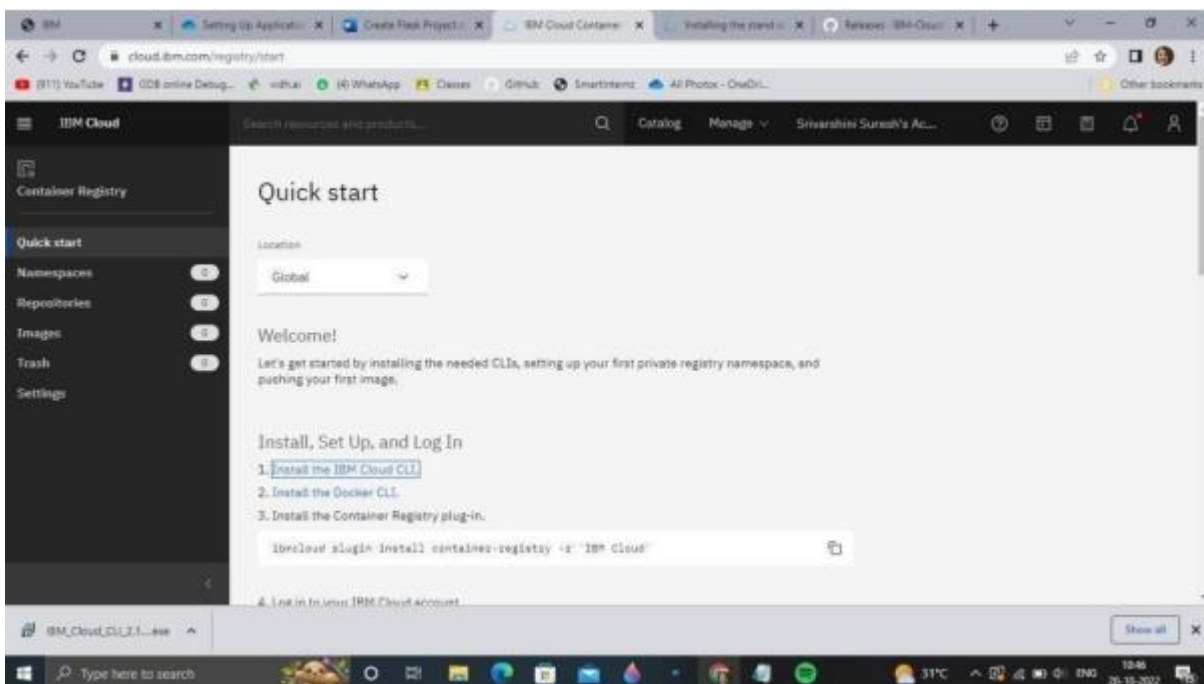 IBM
Setting Up Applicatio
Create Flask Project
IBM Cloud Container
Installing the stand
Releases · IBM-Cloud
cloud.ibm.com/registry/start
YouTube
GDB online Debug...
vidhai
(4) WhatsApp
Classes
GitHub
SmartInternz
All Photos - OneDri...
Other bookmarks
IBM Cloud
Search resources and products...
Catalog
Manage
Srivarshini Suresh's Ac...
Container Registry
Quick start
Namespaces
0
Repositories
0
Images
0
Trash
0
Settings
Quick start
Location
Global
Welcome!
Let's get started by installing the needed CLIs, setting up your first private registry namespace, and
pushing your first image.
Install, Set Up, and Log In
1. Install the IBM Cloud CLI.
2. Install the Docker CLI.
3. Install the Container Registry plug-in.
ibmcloud plugin install container-registry -r 'IBM Cloud'
4. Log in to your IBM Cloud account
IBM_Cloud_CLI_2.1....exe
Show all
Type here to search
31°C
ENG
10:46
26-10-2022